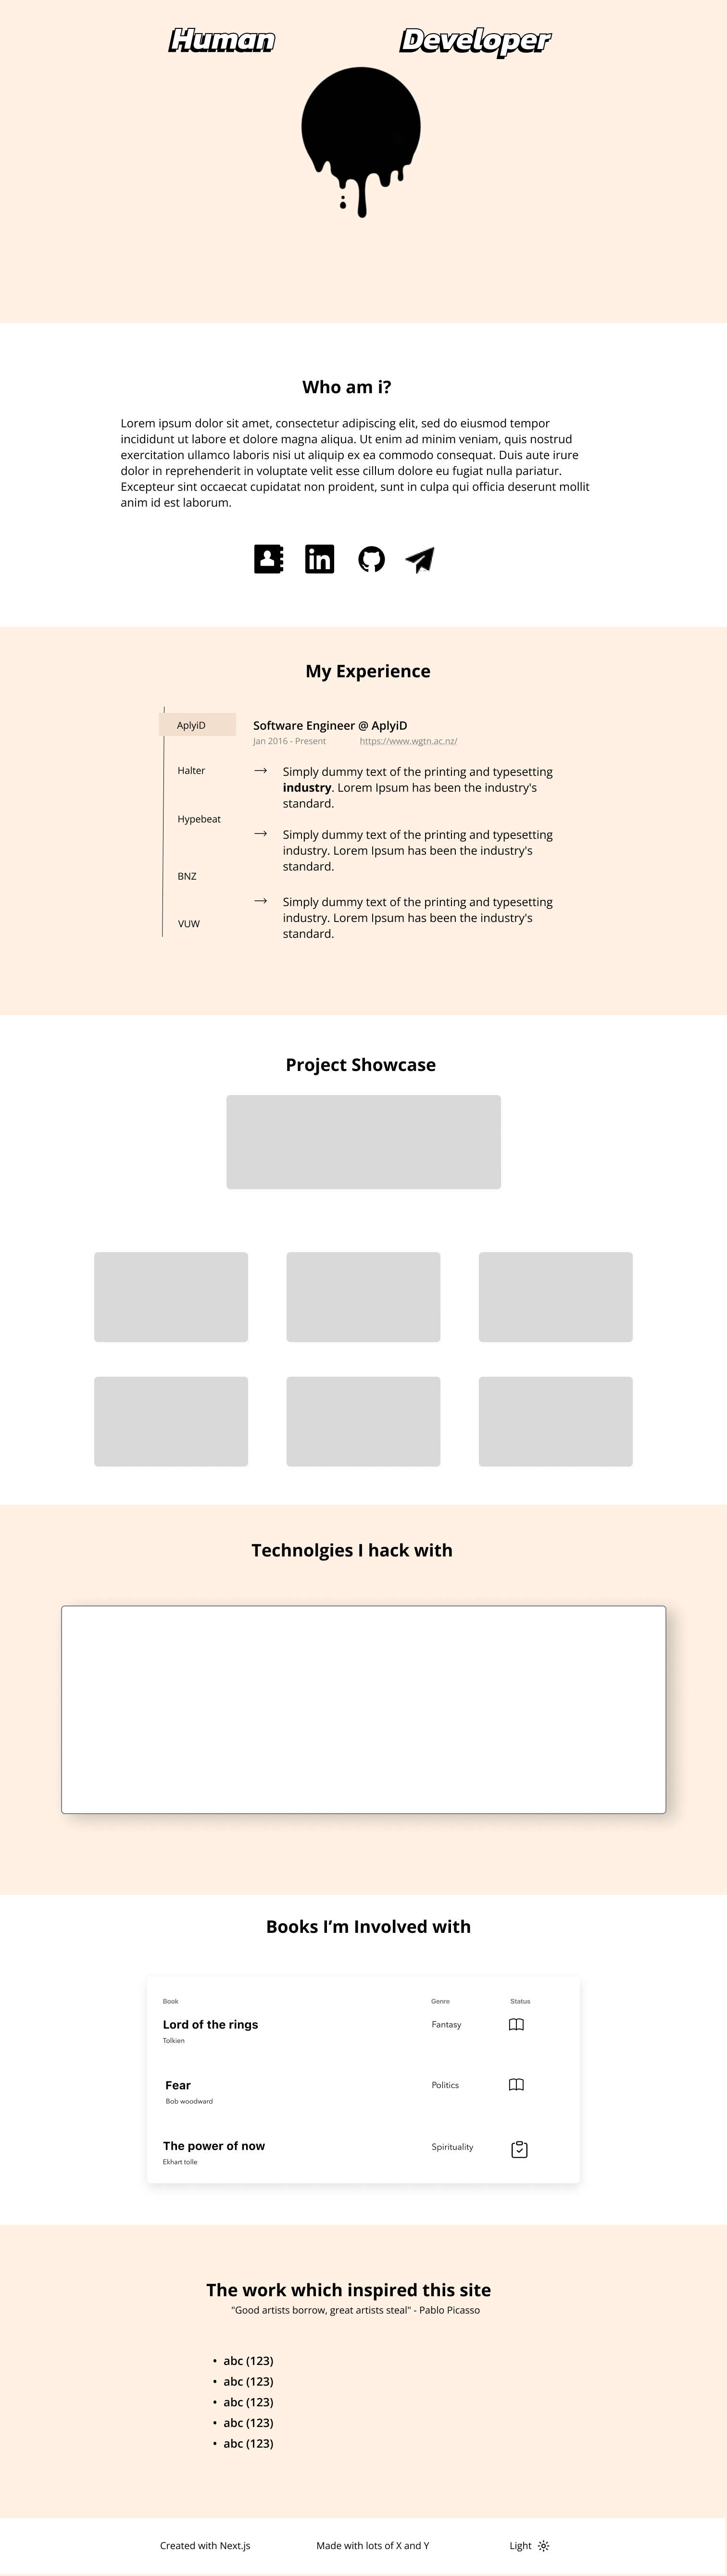 Human
Developer
Who am i?
Lorem ipsum dolor sit amet, consectetur adipiscing elit, sed do eiusmod tempor
incididunt ut labore et dolore magna aliqua. Ut enim ad minim veniam, quis nostrud
exercitation ullamco laboris nisi ut aliquip ex ea commodo consequat. Duis aute irure
dolor in reprehenderit in voluptate velit esse cillum dolore eu fugiat nulla pariatur.
Excepteur sint occaecat cupidatat non proident, sunt in culpa qui officia deserunt mollit
anim id est laborum.
in
My Experience
AplyiD
Halter
Hypebeat
BNZ
VUW
Software Engineer @ AplyiD
Jan 2016 - Present
https://www.wgtn.ac.nz/
Simply dummy text of the printing and typesetting
industry. Lorem Ipsum has been the industry's
standard.
Simply dummy text of the printing and typesetting
industry. Lorem Ipsum has been the industry's
standard.
Simply dummy text of the printing and typesetting
industry. Lorem Ipsum has been the industry's
standard.
Project Showcase
Technolgies I hack with
Books I’m Involved with
Book
Genre
Status
Lord of the rings
Fantasy
Tolkien
Fear
Politics
Bob woodward
The power of now
Spirituality
Ekhart tolle
The work which inspired this site
"Good artists borrow, great artists steal" - Pablo Picasso
• abc (123)
• abc (123)
• abc (123)
• abc (123)
• abc (123)
Created with Next.js
Made with lots of X and Y
Light